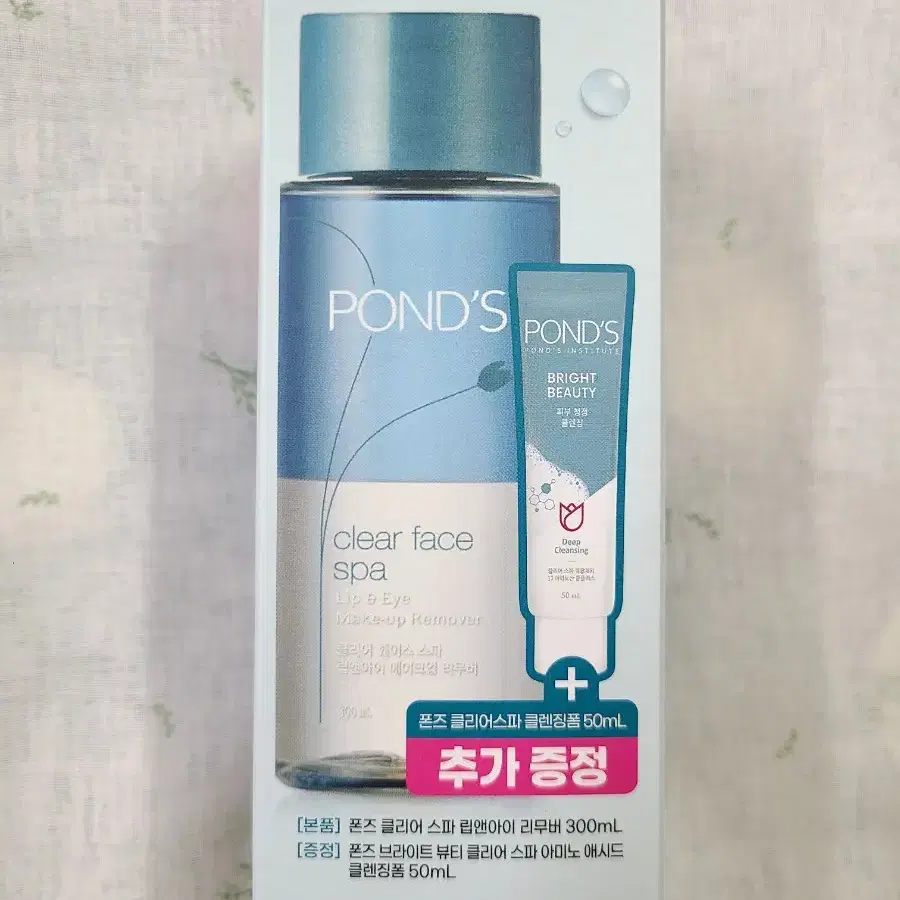 POND'S
clear face
spa
Lip & Eye
Make-up Remover
클리어 페이스 스파
립앤아이 메이크업 리무버
300 mL
POND'S
POND'S INSTITUTE
BRIGHT
BEAUTY
피부 청정
클렌징
Deep
Cleansing
50 mL
+
폰즈 클리어스파 클렌징폼 50mL
추가 증정
[본품] 폰즈 클리어 스파 립앤아이 리무버 300mL
[증정] 폰즈 브라이트 뷰티 클리어 스파 아미노 애시드
클렌징폼 50mL